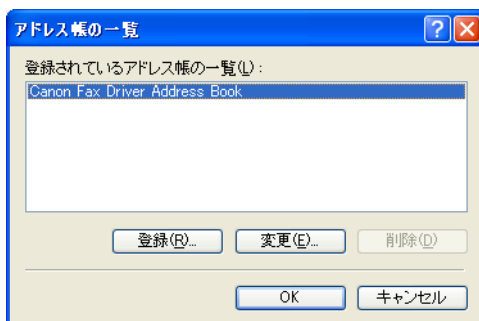 アドレス帳の一覧
登録されているアドレス帳の一覧(L):
Canon Fax Driver Address Book
登録(R)... 変更(E)... 削除(D)
OK キャンセル